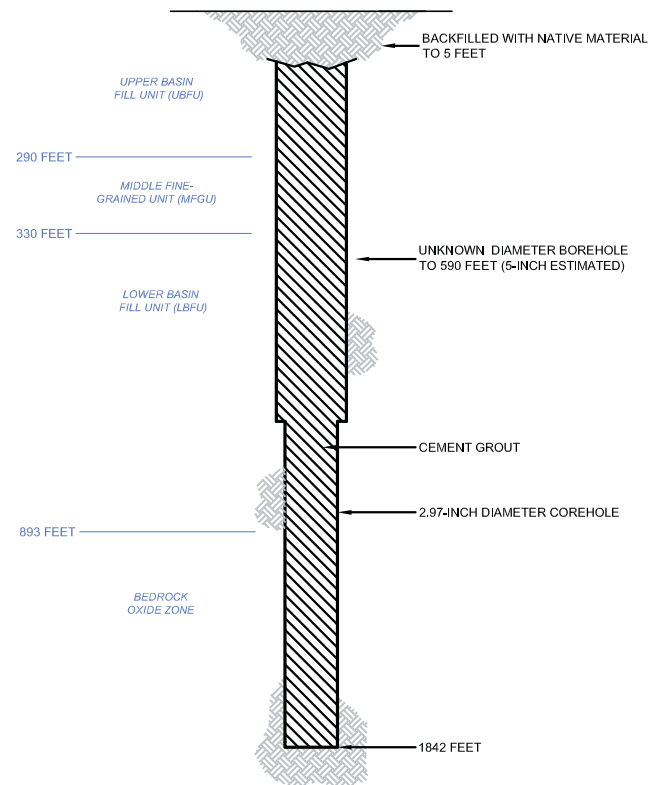 BACKFILLED WITH NATIVE MATERIAL
TO 5 FEET
UPPER BASIN
FILL UNIT (UBFU)
290 FEET
MIDDLE FINE-
GRAINED UNIT (MFGU)
330 FEET
UNKNOWN DIAMETER BOREHOLE
TO 590 FEET (5-INCH ESTIMATED)
LOWER BASIN
FILL UNIT (LBFU)
CEMENT GROUT
2.97-INCH DIAMETER COREHOLE
893 FEET
BEDROCK
OXIDE ZONE
1842 FEET